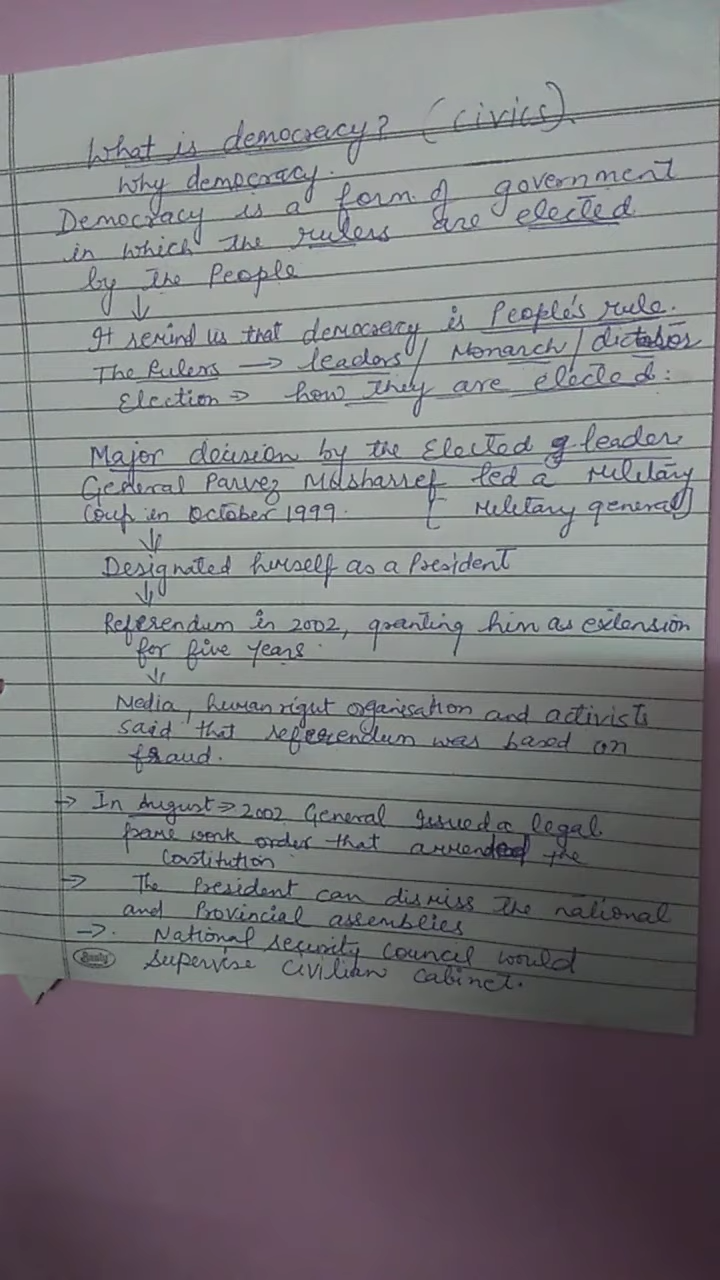 What is democracy? (civics).
Why democracy.
Democracy is a form of government
in which the rulers are elected
by the People
↓
It remind us that democracy is People's rule.
The Rulers → leaders / Monarch / dictator
Election ⇒ how they are elected:
Major decision by the Elected g leader
General Parvez Musharref led a Military
Coup in October 1999. [Military general]
⇓
Designated himself as a President
⇓
Referendum in 2002, granting him as extension
for five years.
⇓
Media, human right organisation and activists
said that referendum was based on
fraud.
→ In August ⇒ 2002 General Issued a legal
frame work order that ammended the
Constitution
→ The President can dismiss the national
and Provincial assemblies
→. National security Council would
supervise Civilian Cabinet.